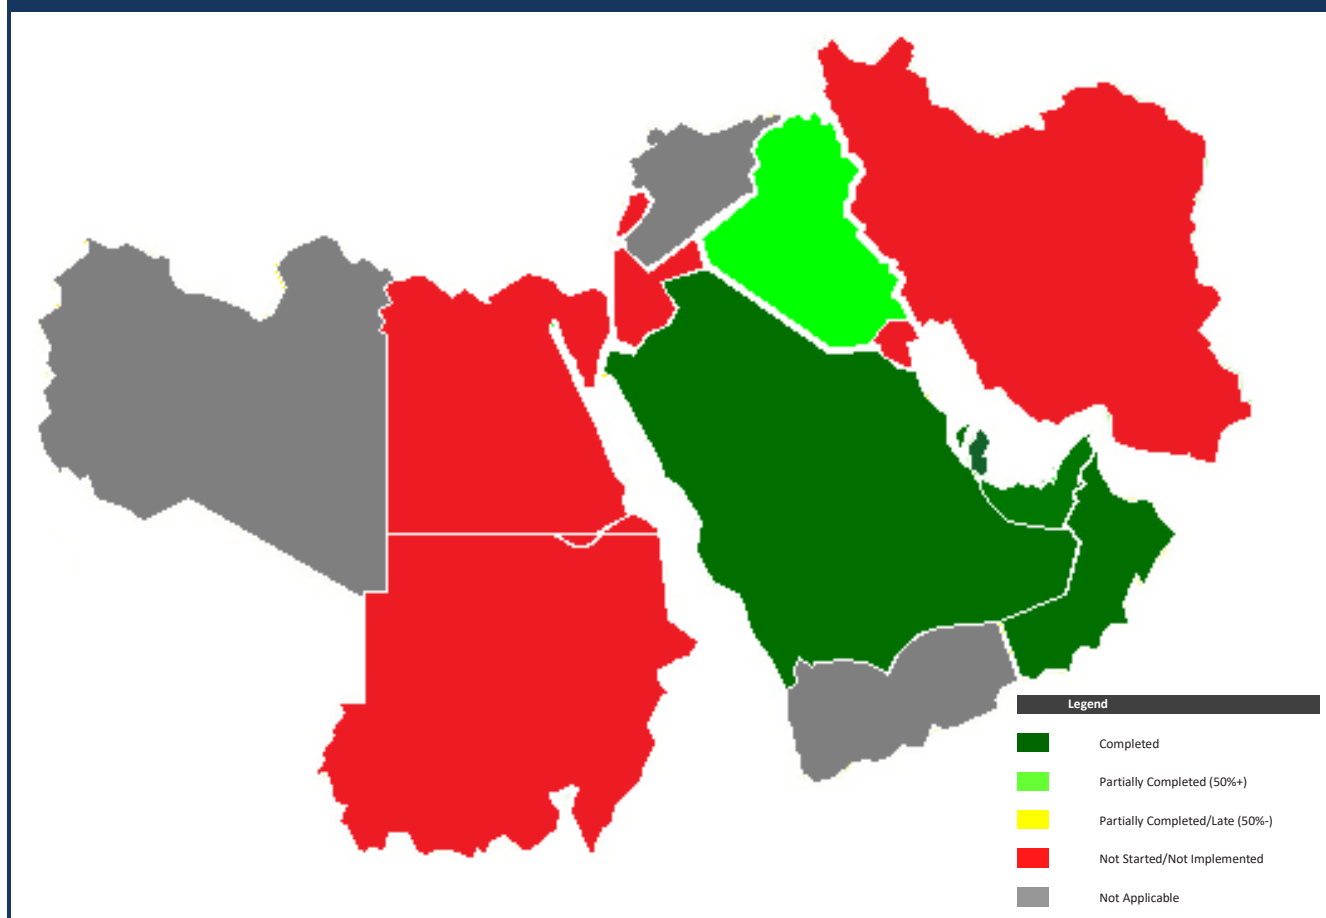 Legend
Completed
Partially Completed (50%+)
Partially Completed/Late (50%-)
Not Started/Not Implemented
Not Applicable